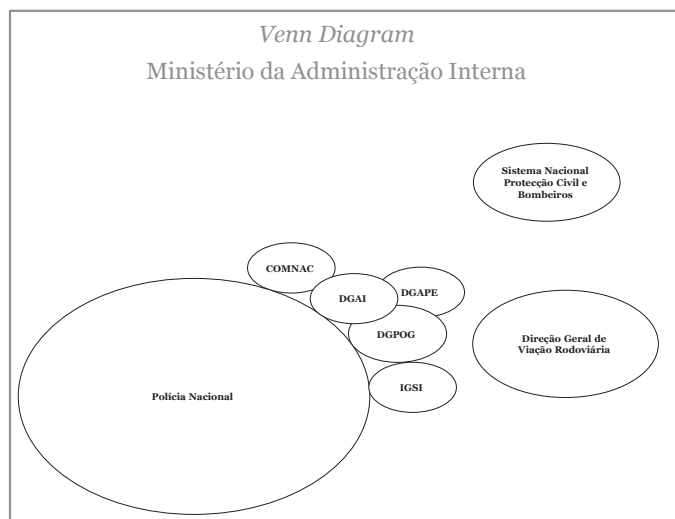 Venn Diagram
Ministério da Administração Interna
Sistema Nacional
Protecção Civil e
Bombeiros
COMNAC
DGAI
DGAPE
DGPOG
Direção Geral de
Viação Rodoviária
IGSI
Polícia Nacional